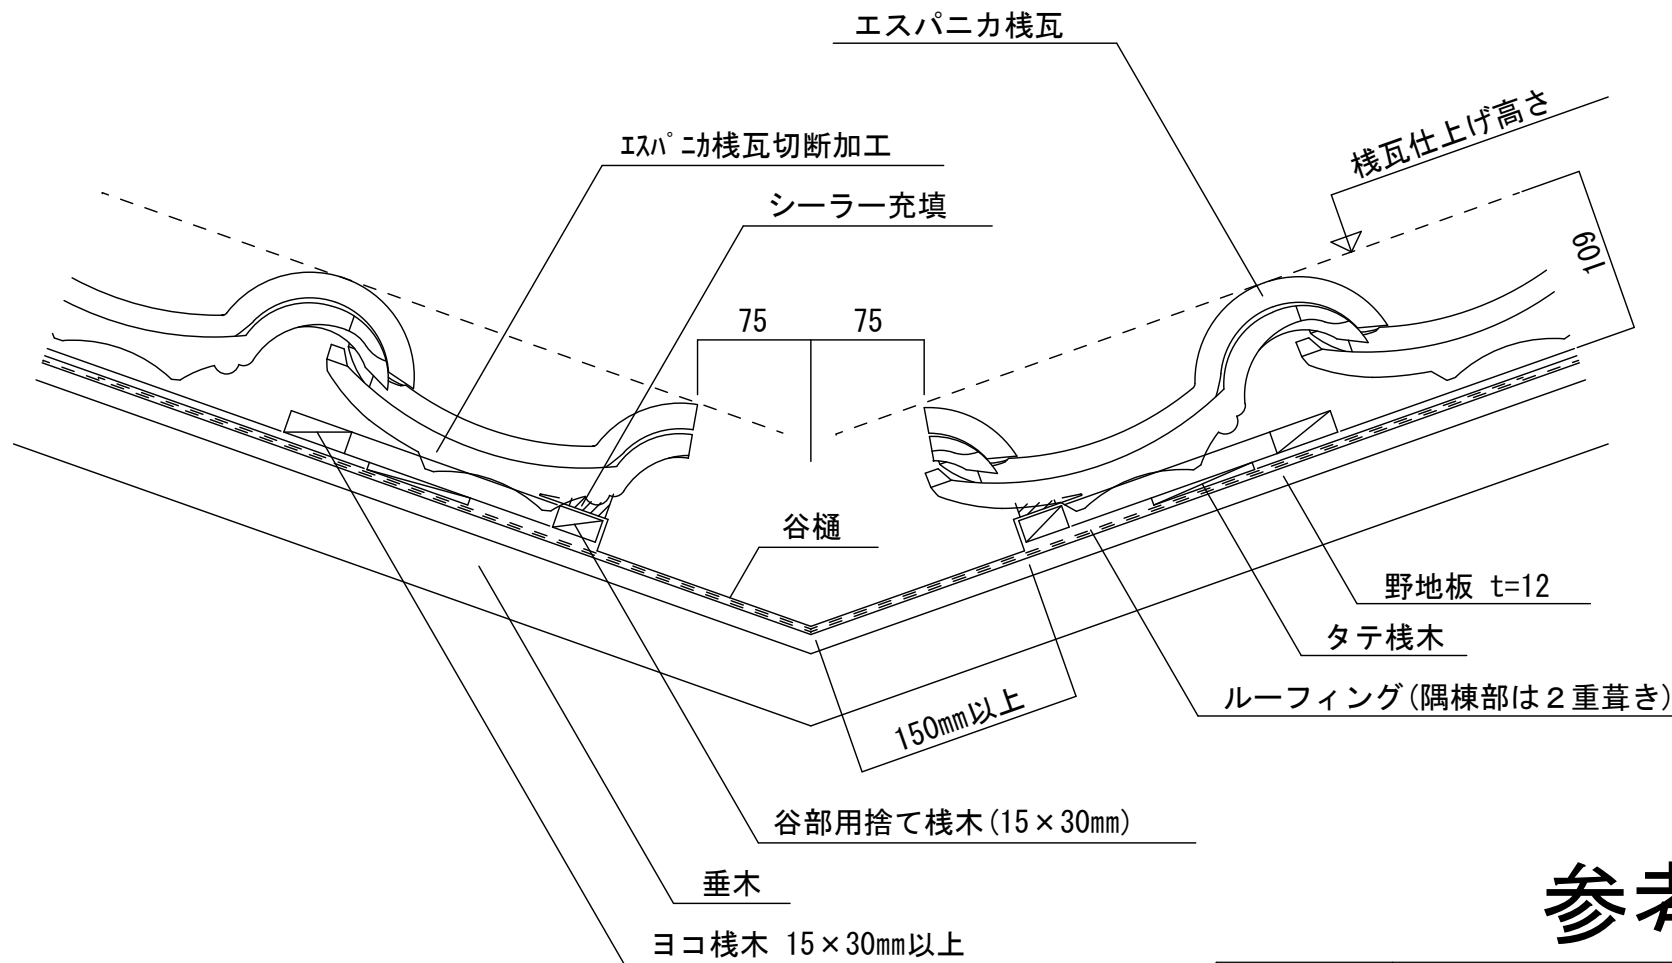 エスパニカ桟瓦
桟瓦仕上げ高さ
ｴｽﾊﾟﾆｶ桟瓦切断加工
シーラー充填
109
75
75
谷樋
野地板 t=12
タテ桟木
ルーフィング(隅棟部は２重葺き)
150mm以上
谷部用捨て桟木(15×30mm)
垂木
ヨコ桟木 15×30mm以上
参考